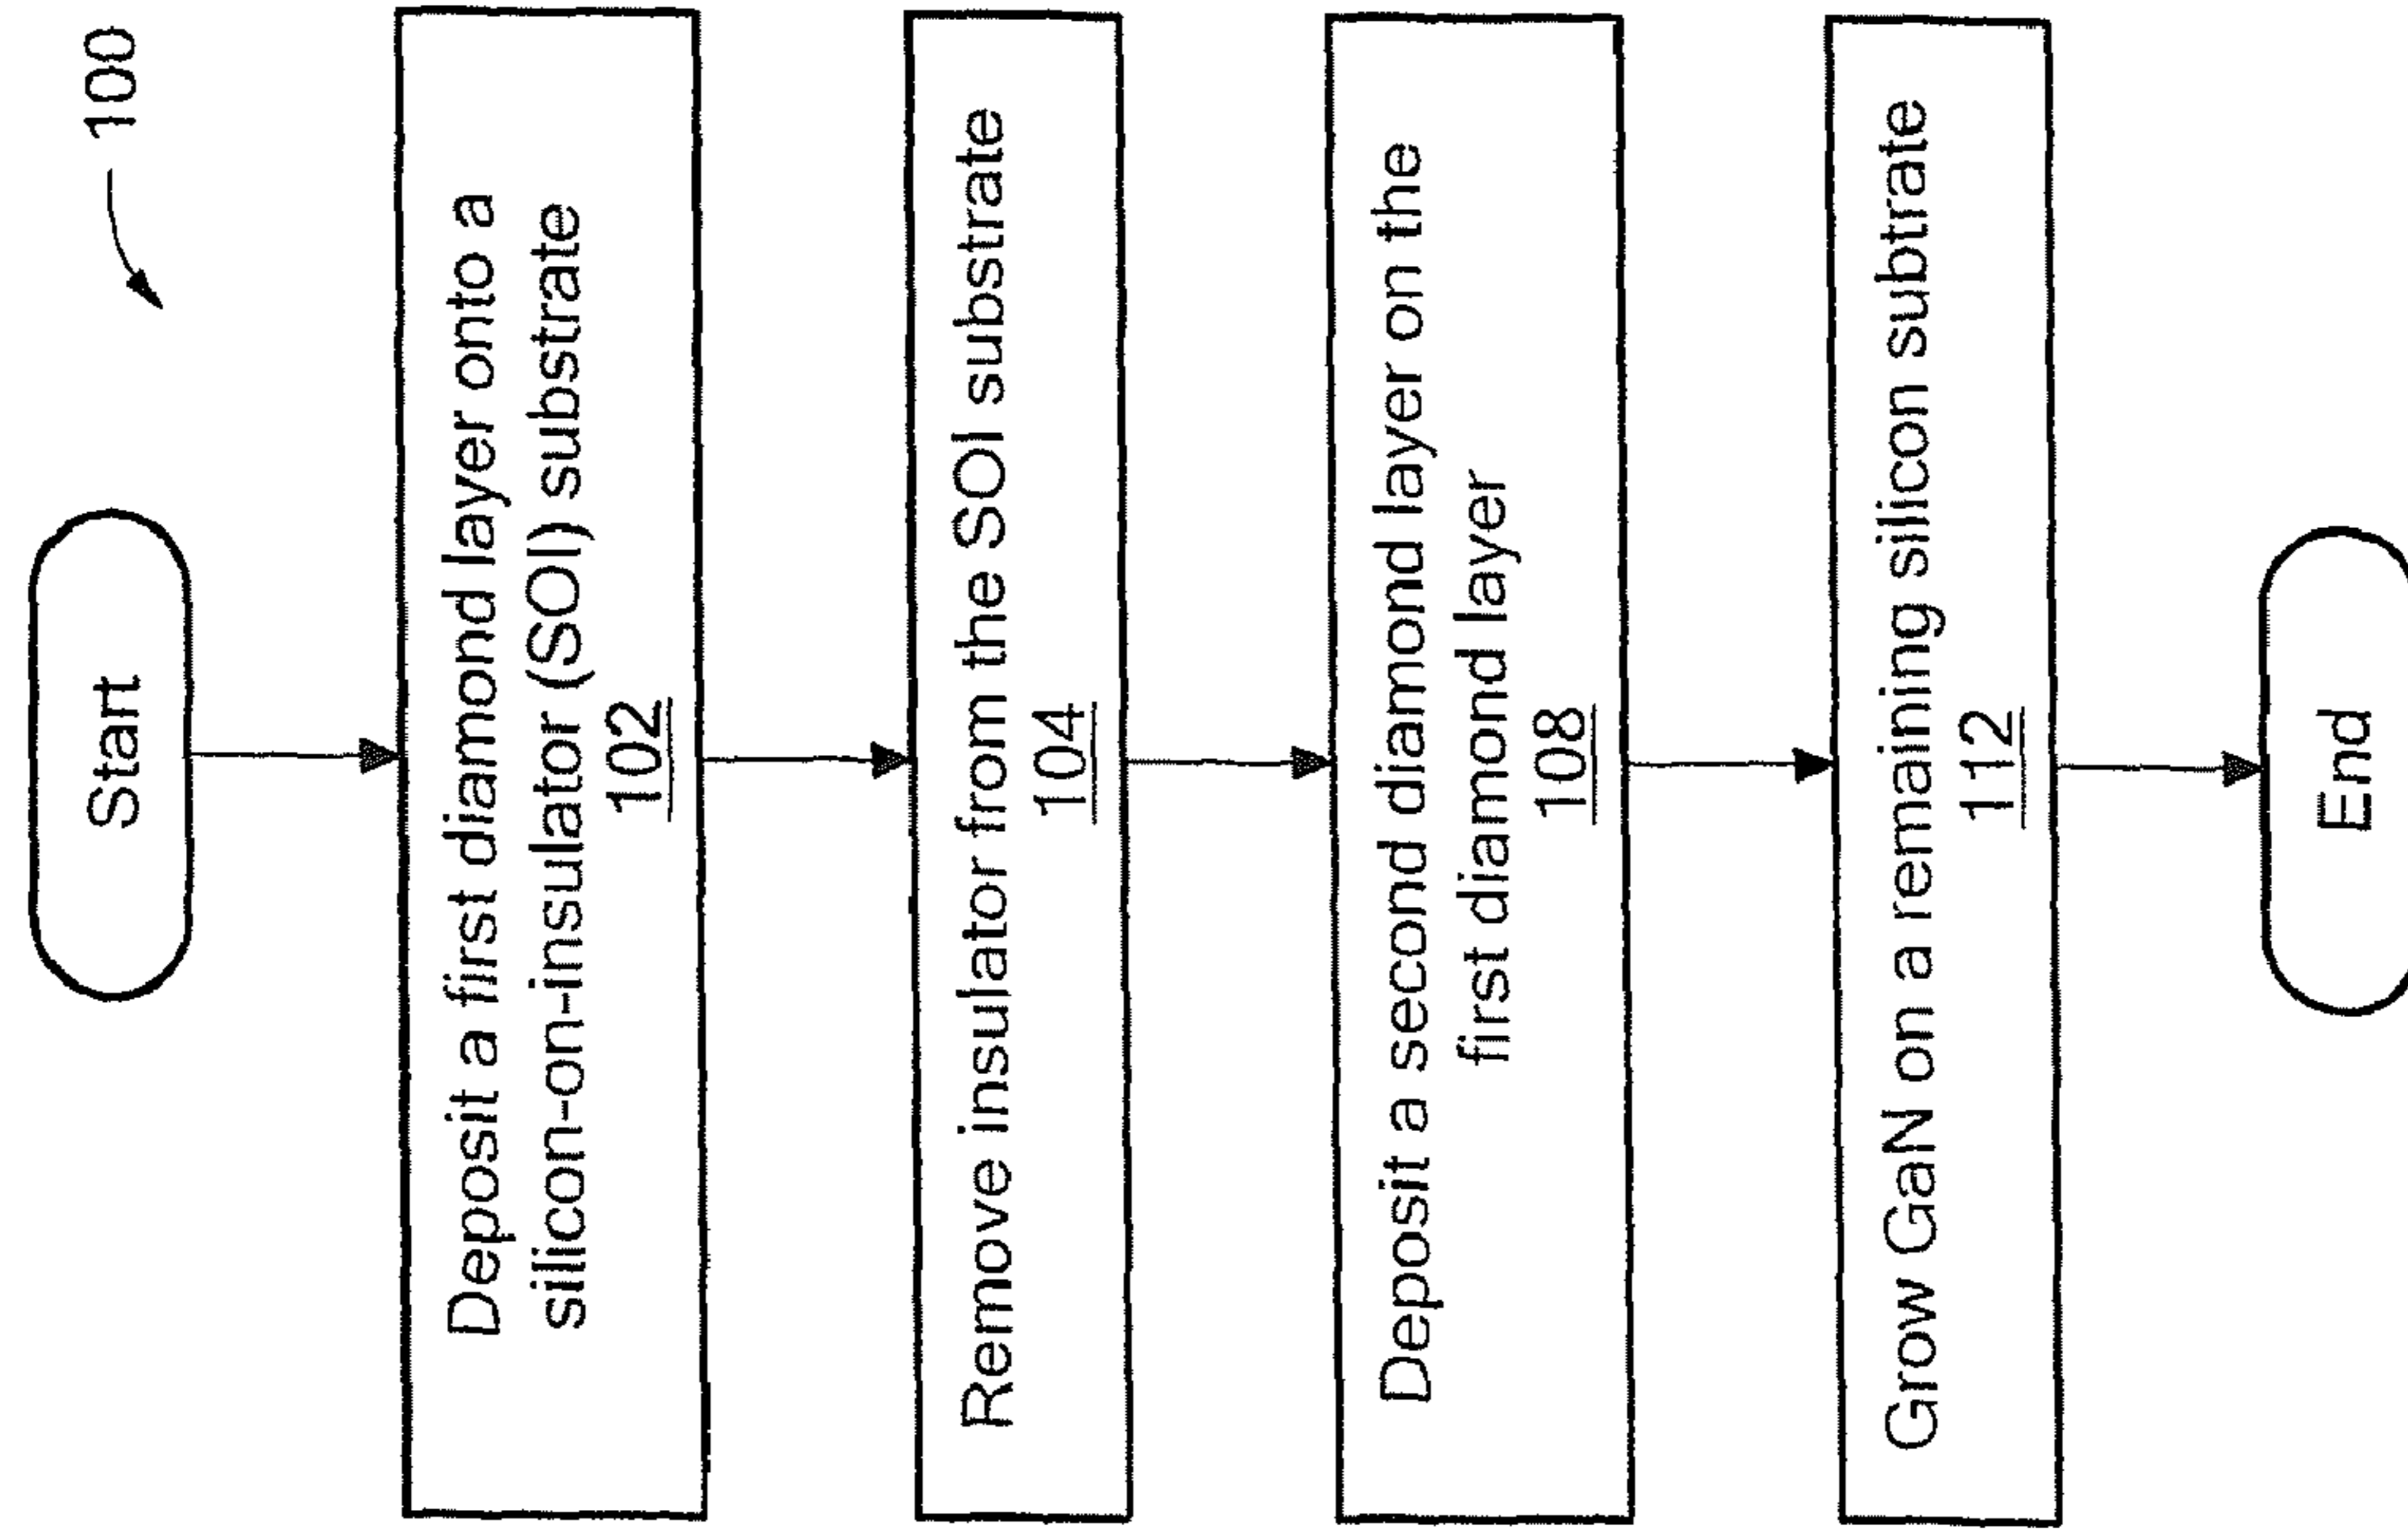 100
Start
Deposit a first diamond layer onto a
silicon-on-insulator (SOI) substrate
102
Remove insulator from the SOI substrate
104
Deposit a second diamond layer on the
first diamond layer
108
Grow GaN on a remaining silicon subtrate
112
End